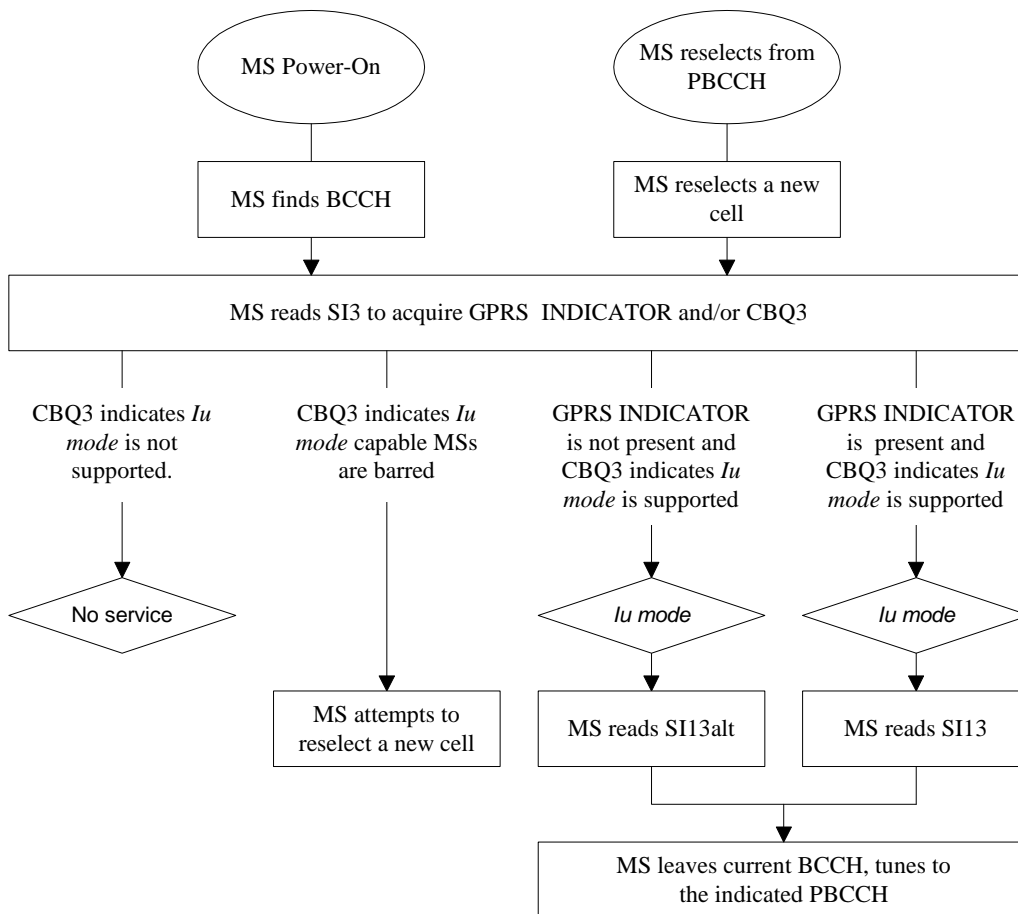 MS Power-On
MS reselects from
PBCCH
MS finds BCCH
MS reselects a new
cell
MS reads SI3 to acquire GPRS INDICATOR and/or CBQ3
CBQ3 indicates Iu
mode is not
supported.
CBQ3 indicates Iu
mode capable MSs
are barred
GPRS INDICATOR
is not present and
CBQ3 indicates Iu
mode is supported
GPRS INDICATOR
is present and
CBQ3 indicates Iu
mode is supported
No service
Iu mode
Iu mode
MS attempts to
reselect a new cell
MS reads SI13alt
MS reads SI13
MS leaves current BCCH, tunes to
the indicated PBCCH